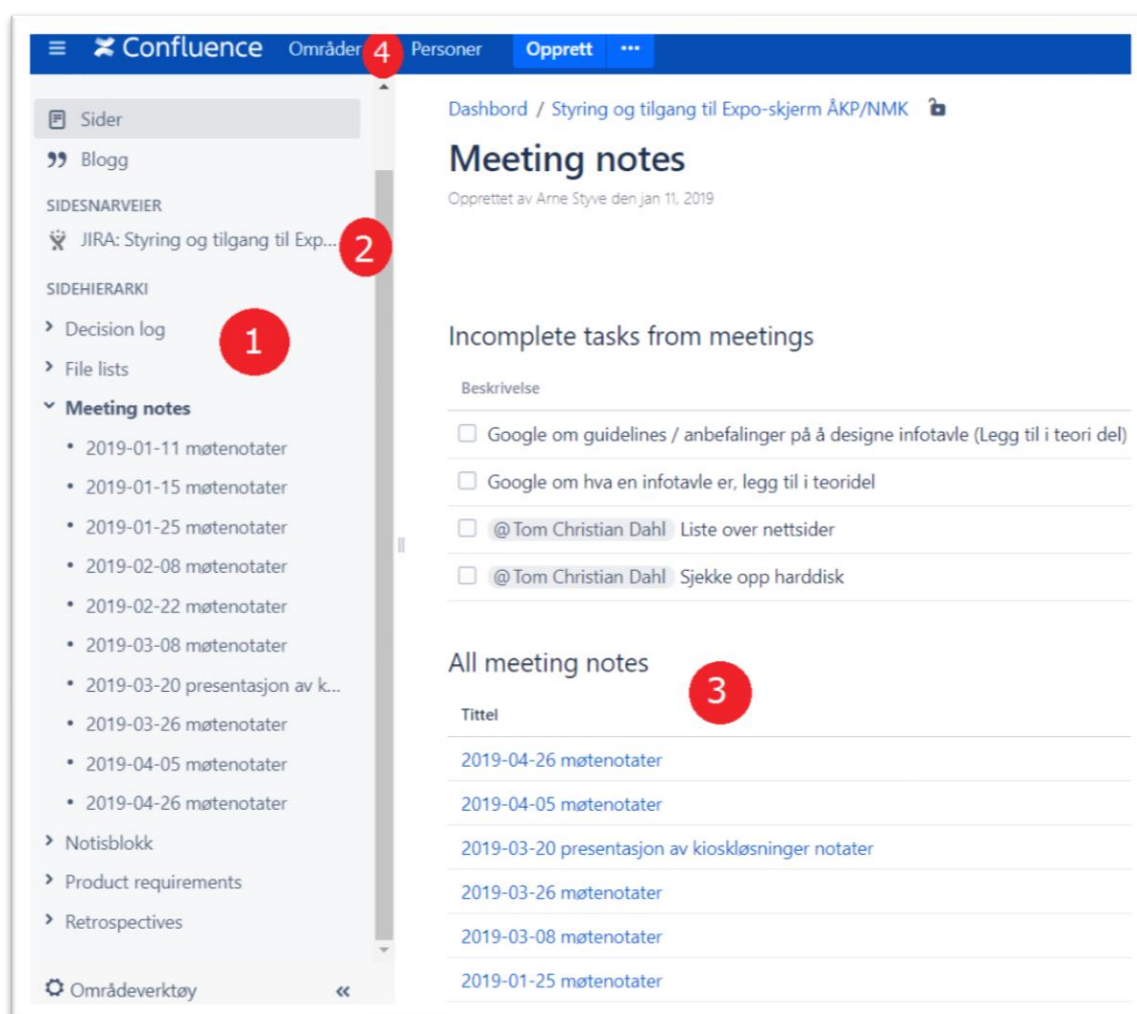 Confluence Områder 4 Personer Opprett ...
Sider
Blogg
SIDESNARVEIER
JIRA: Styring og tilgang til Exp... 2
SIDEHIERARKI
Decision log
1
File lists
Meeting notes
2019-01-11 møtenotater
2019-01-15 møtenotater
2019-01-25 møtenotater
2019-02-08 møtenotater
2019-02-22 møtenotater
2019-03-08 møtenotater
2019-03-20 presentasjon av k...
2019-03-26 møtenotater
2019-04-05 møtenotater
2019-04-26 møtenotater
Notisblokk
Product requirements
Retrospectives
Områdeverktøy «
Dashbord / Styring og tilgang til Expo-skjerm ÅKP/NMK
Meeting notes
Opprettet av Arne Styve den jan 11, 2019
Incomplete tasks from meetings
Beskrivelse
Google om guidelines / anbefalinger på å designe infotavle (Legg til i teori del)
Google om hva en infotavle er, legg til i teoridel
@Tom Christian Dahl Liste over nettsider
@Tom Christian Dahl Sjekke opp harddisk
All meeting notes
3
Tittel
2019-04-26 møtenotater
2019-04-05 møtenotater
2019-03-20 presentasjon av kioskløsninger notater
2019-03-26 møtenotater
2019-03-08 møtenotater
2019-01-25 møtenotater